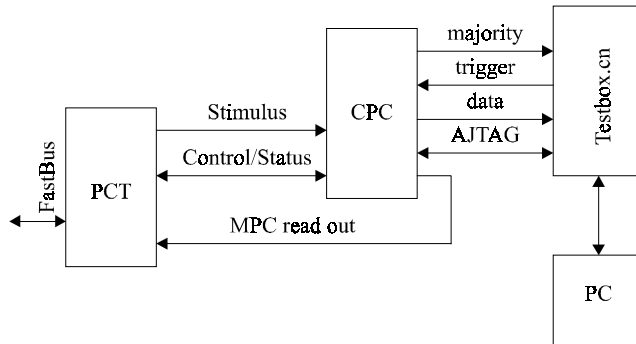 majority
trigger
data
AJTAG
CPC
Testbox.cn
Stimulus
Control/Status
MPC read out
PCT
FastBus
PC